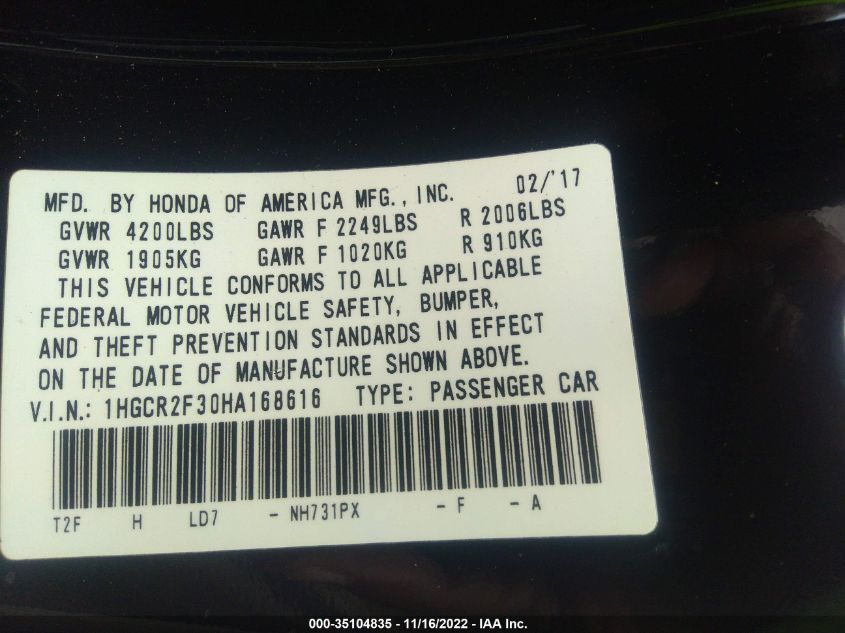 MFD. BY HONDA OF AMERICA MFG., INC. 02/'17
GVWR 4200LBS GAWR F 2249LBS R 2006LBS
GVWR 1905KG GAWR F 1020KG R 910KG
THIS VEHICLE CONFORMS TO ALL APPLICABLE
FEDERAL MOTOR VEHICLE SAFETY, BUMPER,
AND THEFT PREVENTION STANDARDS IN EFFECT
ON THE DATE OF MANUFACTURE SHOWN ABOVE.
V.I.N.: 1HGCR2F30HA168616 TYPE: PASSENGER CAR
T2F H LD7 - NH731PX - F - A
000-35104835 - 11/16/2022 - IAA Inc.